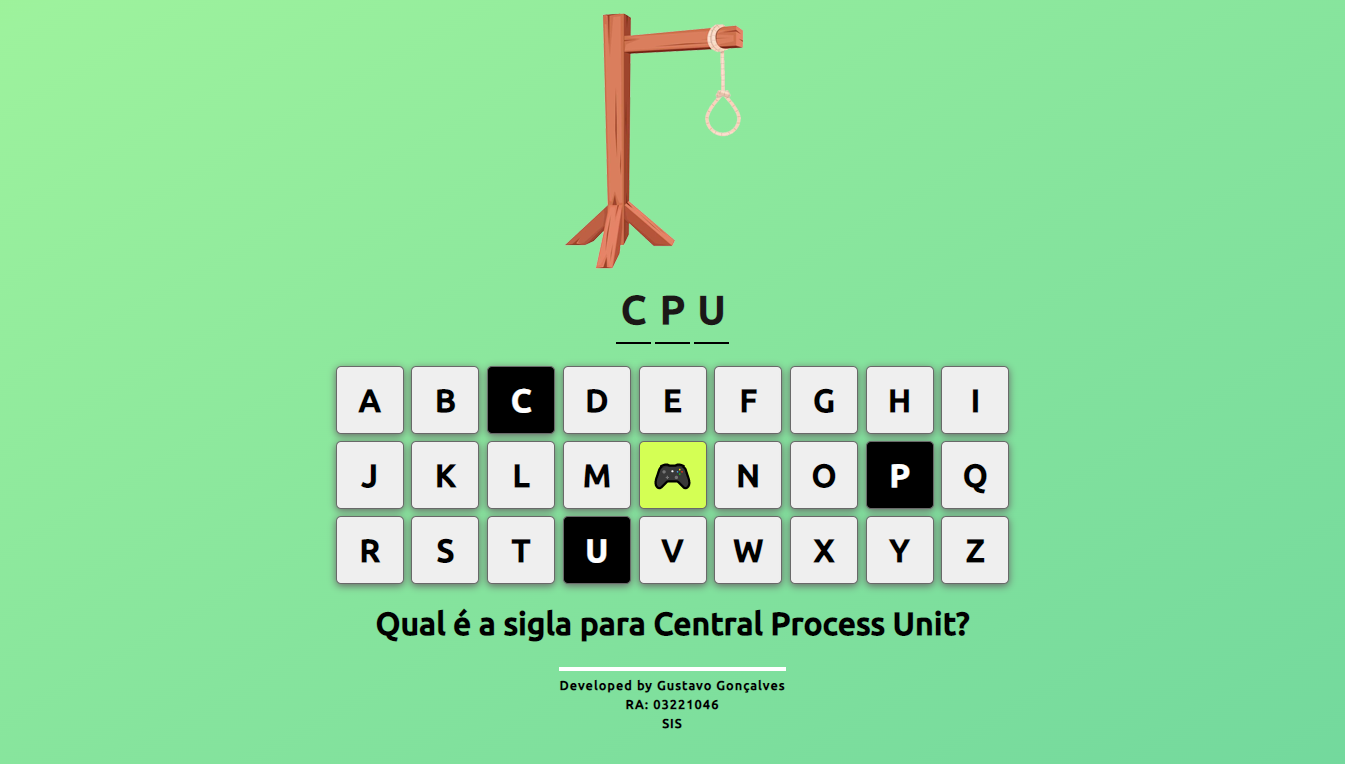 C P U
A B C D E F G H I
J K L M N O P Q
R S T U V W X Y Z
Qual é a sigla para Central Process Unit?
Developed by Gustavo Gonçalves
RA: 03221046
SIS